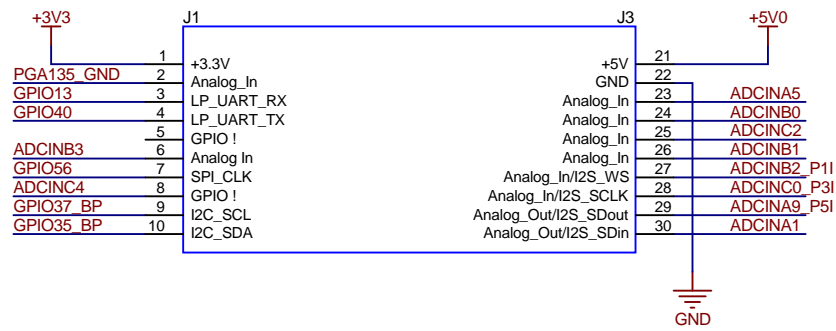 +3V3 J1 J3 +5V0
1 +3.3V +5V 21
PGA135_GND 2 Analog_In GND 22
GPIO13 3 LP_UART_RX Analog_In 23 ADCINA5
GPIO40 4 LP_UART_TX Analog_In 24 ADCINB0
5 GPIO ! Analog_In 25 ADCINC2
ADCINB3 6 Analog In Analog_In 26 ADCINB1
GPIO56 7 SPI_CLK Analog_In/I2S_WS 27 ADCINB2_P1I
ADCINC4 8 GPIO ! Analog_In/I2S_SCLK 28 ADCINC0_P3I
GPIO37_BP 9 I2C_SCL Analog_Out/I2S_SDout 29 ADCINA9_P5I
GPIO35_BP 10 I2C_SDA Analog_Out/I2S_SDin 30 ADCINA1
GND